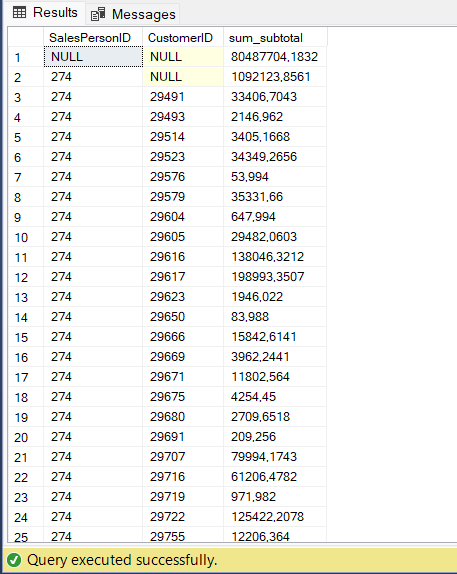 Results Messages
SalesPersonID CustomerID sum_subtotal
1 NULL NULL 80487704,1832
2 274 NULL 1092123,8561
3 274 29491 33406,7043
4 274 29493 2146,962
5 274 29514 3405,1668
6 274 29523 34349,2656
7 274 29576 53,994
8 274 29579 35331,66
9 274 29604 647,994
10 274 29605 29482,0603
11 274 29616 138046,3212
12 274 29617 198993,3507
13 274 29623 1946,022
14 274 29650 83,988
15 274 29666 15842,6141
16 274 29669 3962,2441
17 274 29671 11802,564
18 274 29675 4254,45
19 274 29680 2709,6518
20 274 29691 209,256
21 274 29707 79994,1743
22 274 29716 61206,4782
23 274 29719 971,982
24 274 29722 125422,2078
25 274 29755 12206,364
Query executed successfully.